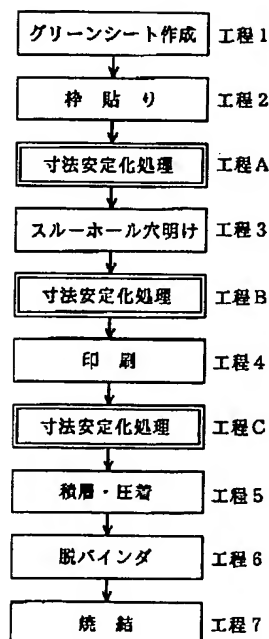 グリーンシート作成 工程1
枠貼り 工程2
寸法安定化処理 工程A
スルーホール穴明け 工程3
寸法安定化処理 工程B
印刷 工程4
寸法安定化処理 工程C
積層・圧着 工程5
脱バインダ 工程6
焼結 工程7